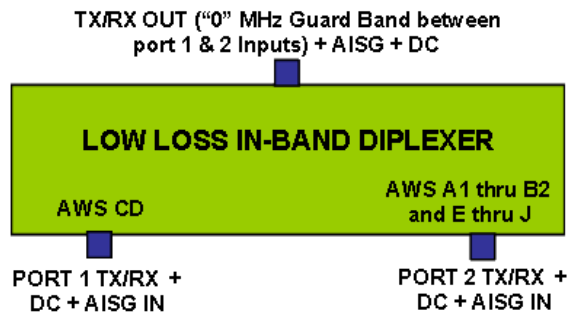 TX/RX OUT (“0” MHz Guard Band between
port 1 & 2 Inputs) + AISG + DC
LOW LOSS IN-BAND DIPLEXER
AWS CD
AWS A1 thru B2
and E thru J
PORT 1 TX/RX +
DC + AISG IN
PORT 2 TX/RX +
DC + AISG IN